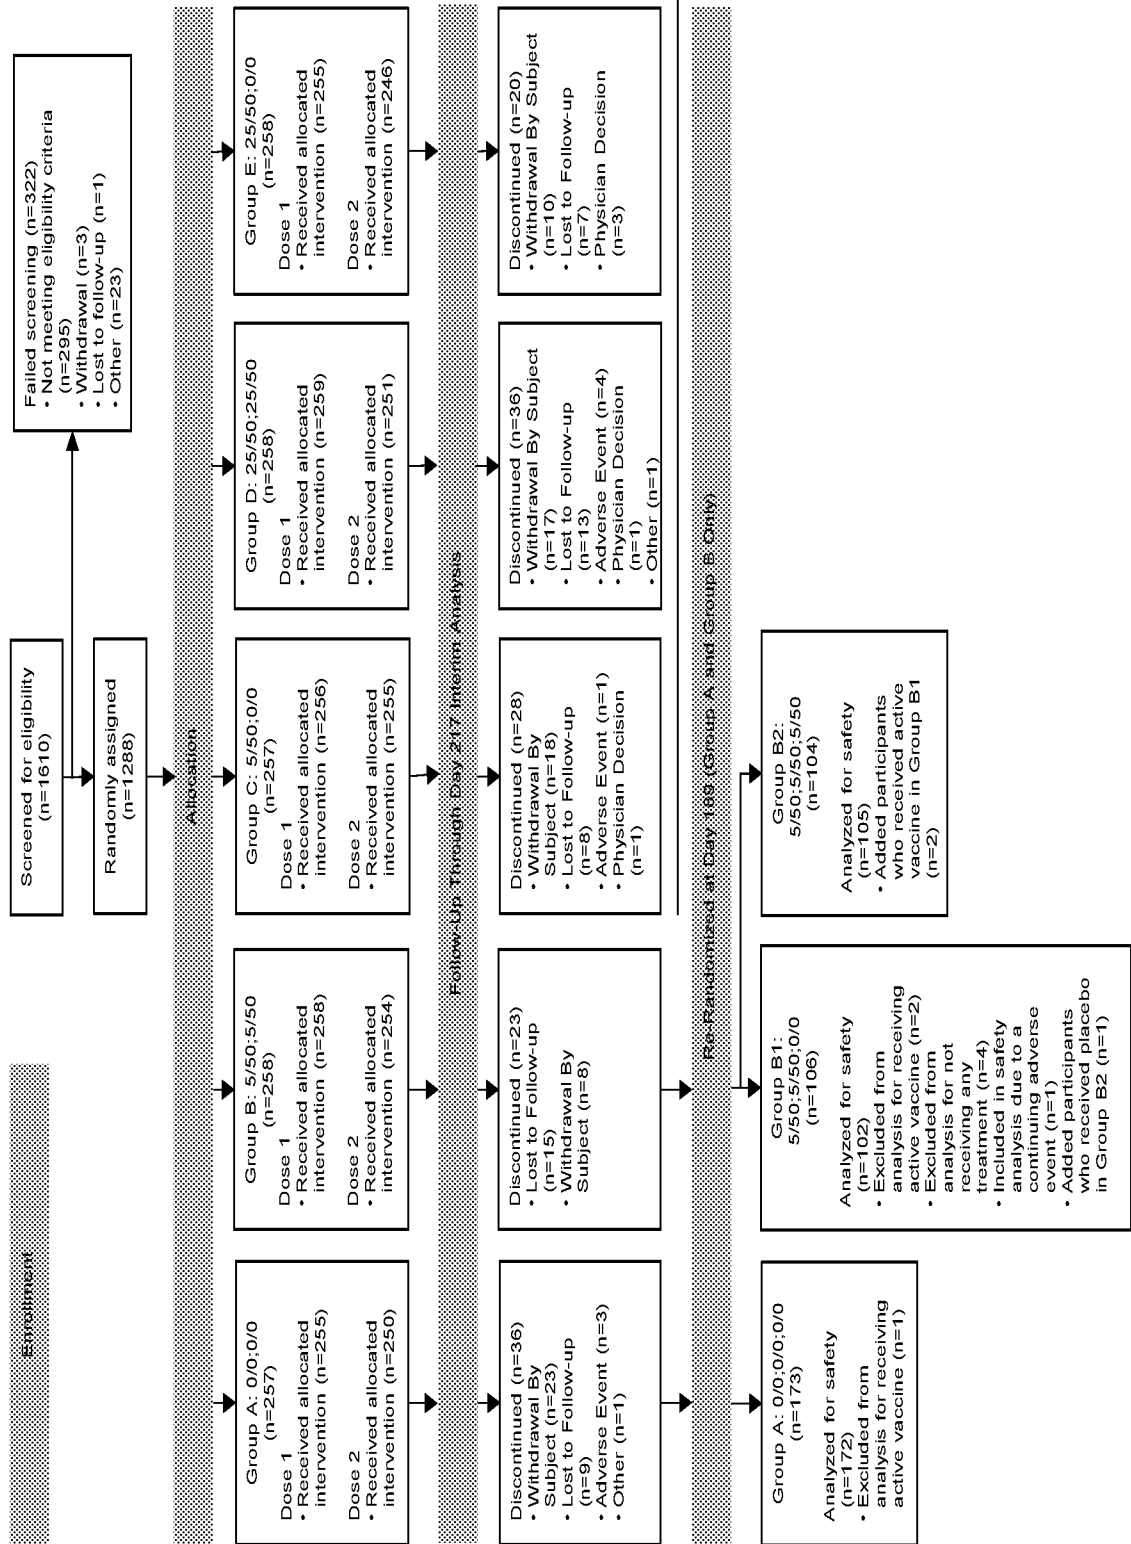 Enrollment
Screened for eligibility
(n=1610)
Failed screening (n=322)
• Not meeting eligibility criteria
(n=295)
• Withdrawal (n=3)
• Lost to follow-up (n=1)
• Other (n=23)
Randomly assigned
(n=1288)
Allocation
Group A: 0/0;0/0
(n=257)
Dose 1
• Received allocated
intervention (n=255)
Dose 2
• Received allocated
intervention (n=250)
Group B: 5/50;5/50
(n=258)
Dose 1
• Received allocated
intervention (n=258)
Dose 2
• Received allocated
intervention (n=254)
Group C: 5/50;0/0
(n=257)
Dose 1
• Received allocated
intervention (n=256)
Dose 2
• Received allocated
intervention (n=255)
Group D: 25/50;25/50
(n=258)
Dose 1
• Received allocated
intervention (n=259)
Dose 2
• Received allocated
intervention (n=251)
Group E: 25/50;0/0
(n=258)
Dose 1
• Received allocated
intervention (n=255)
Dose 2
• Received allocated
intervention (n=246)
Follow-Up Through Day 217 Interim Analysis
Discontinued (n=36)
• Withdrawal By
Subject (n=23)
• Lost to Follow-up
(n=9)
• Adverse Event (n=3)
• Other (n=1)
Discontinued (n=23)
• Lost to Follow-up
(n=15)
• Withdrawal By
Subject (n=8)
Discontinued (n=28)
• Withdrawal By
Subject (n=18)
• Lost to Follow-up
(n=8)
• Adverse Event (n=1)
• Physician Decision
(n=1)
Discontinued (n=36)
• Withdrawal By Subject
(n=17)
• Lost to Follow-up
(n=13)
• Adverse Event (n=4)
• Physician Decision
(n=1)
• Other (n=1)
Discontinued (n=20)
• Withdrawal By Subject
(n=10)
• Lost to Follow-up
(n=7)
• Physician Decision
(n=3)
Re-Randomized at Day 189 (Group A and Group B Only)
Group A: 0/0;0/0;0/0
(n=173)
Analyzed for safety
(n=172)
• Excluded from
analysis for receiving
active vaccine (n=1)
Group B1:
5/50;5/50;0/0
(n=106)
Analyzed for safety
(n=102)
• Excluded from
analysis for receiving
active vaccine (n=2)
• Excluded from
analysis for not
receiving any
treatment (n=4)
• Included in safety
analysis due to a
continuing adverse
event (n=1)
• Added participants
who received placebo
in Group B2 (n=1)
Group B2:
5/50;5/50;5/50
(n=104)
Analyzed for safety
(n=105)
• Added participants
who received active
vaccine in Group B1
(n=2)